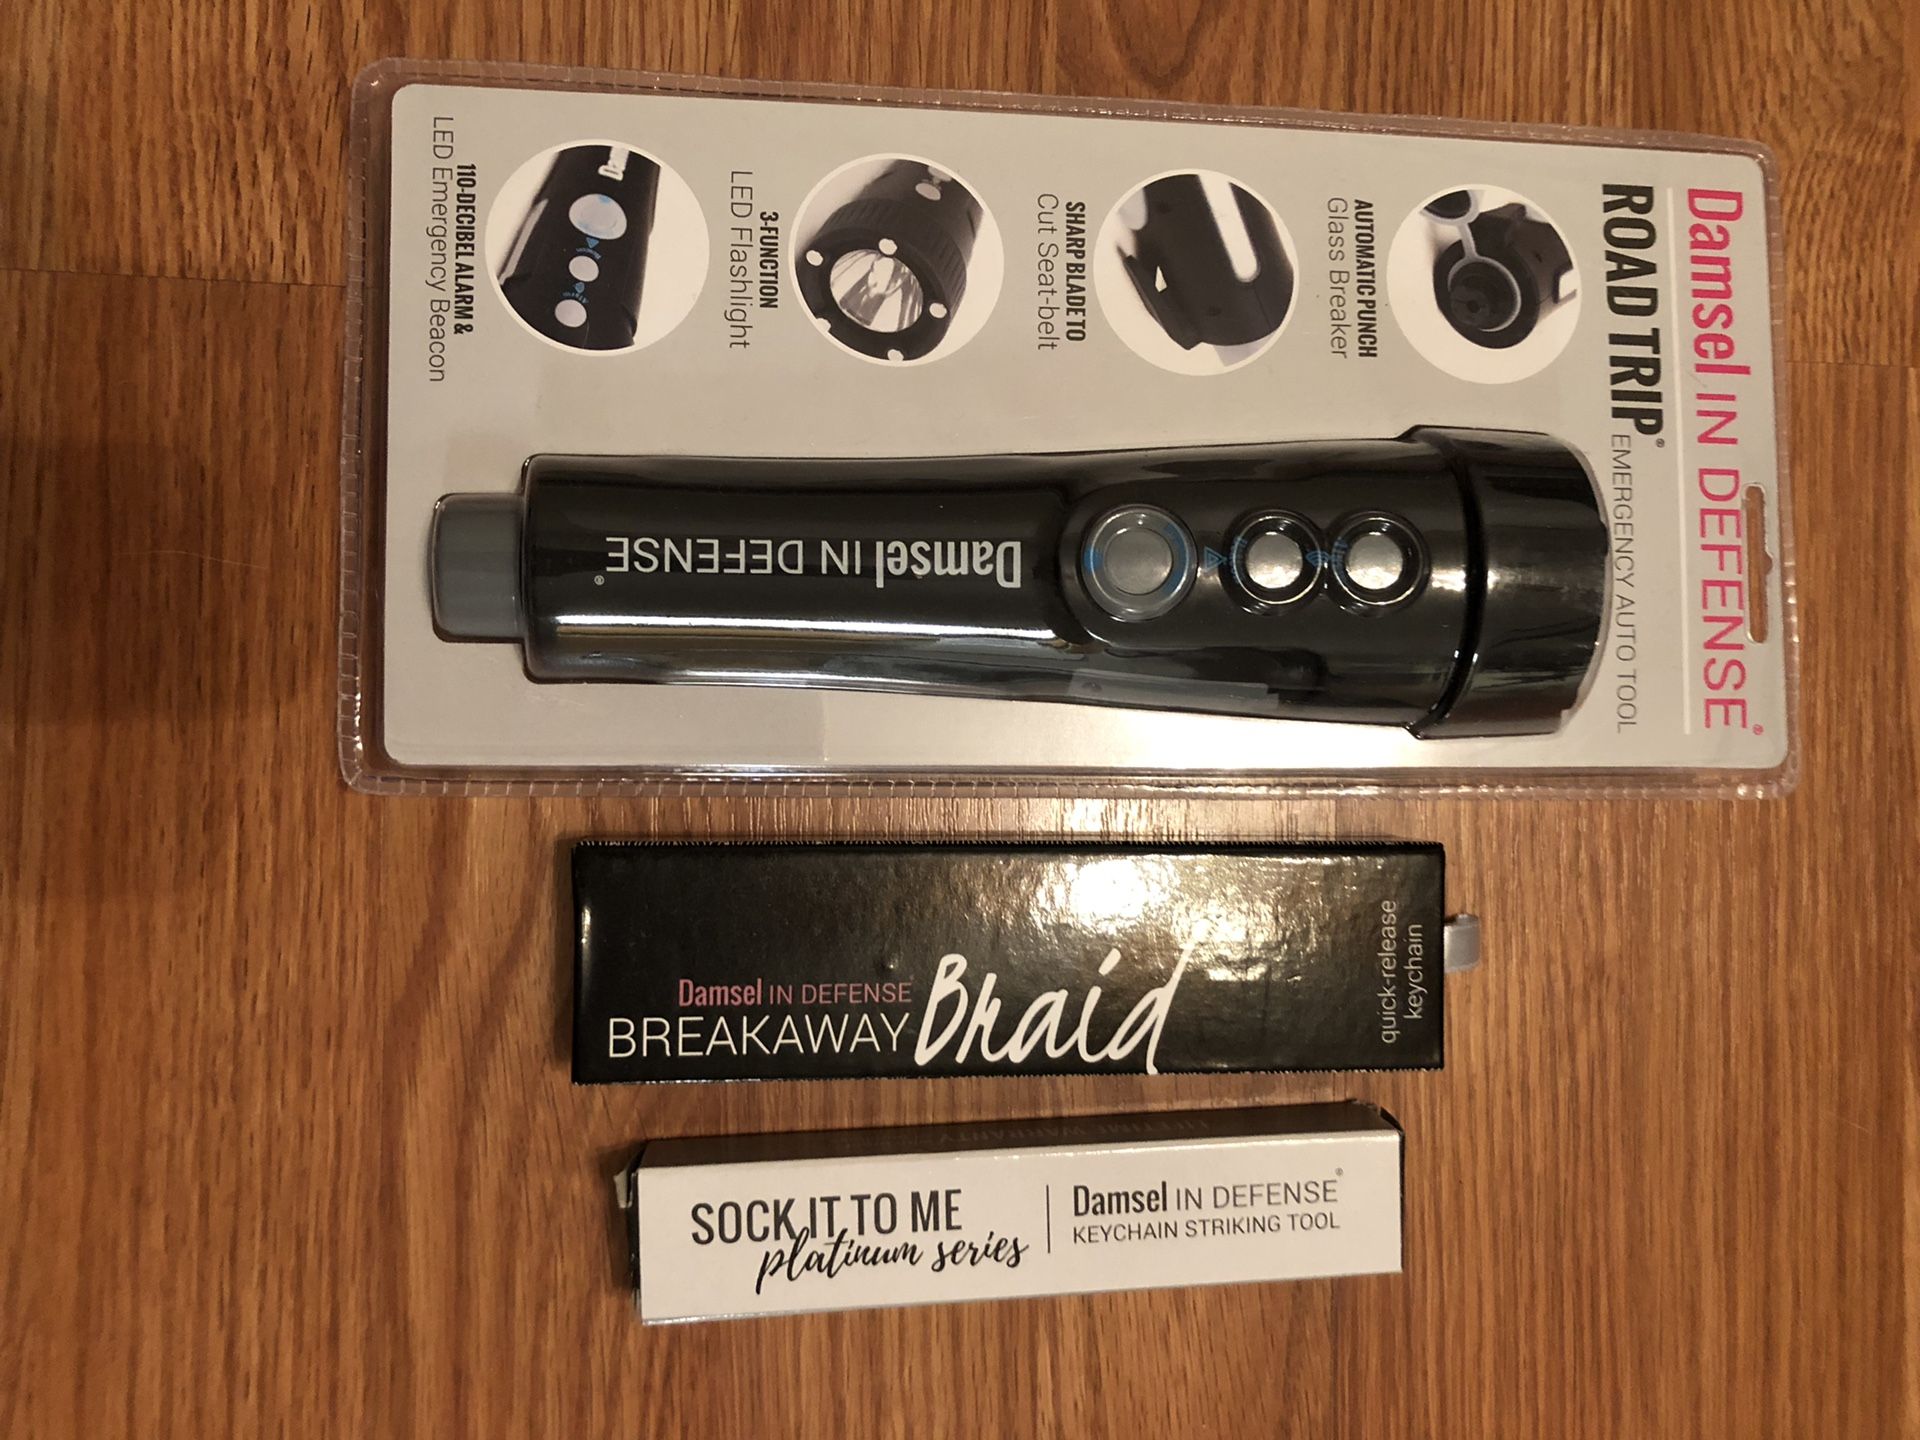 Damsel IN DEFENSE®
ROAD TRIP® EMERGENCY AUTO TOOL
AUTOMATIC PUNCH
Glass Breaker
SHARP BLADE TO
Cut Seat-belt
3-FUNCTION
LED Flashlight
110-DECIBEL ALARM &
LED Emergency Beacon
Damsel IN DEFENSE®
Damsel IN DEFENSE
BREAKAWAY Braid
quick-release
keychain
LIFETIME WARRANTY
SOCK IT TO ME
platinum series
Damsel IN DEFENSE®
KEYCHAIN STRIKING TOOL